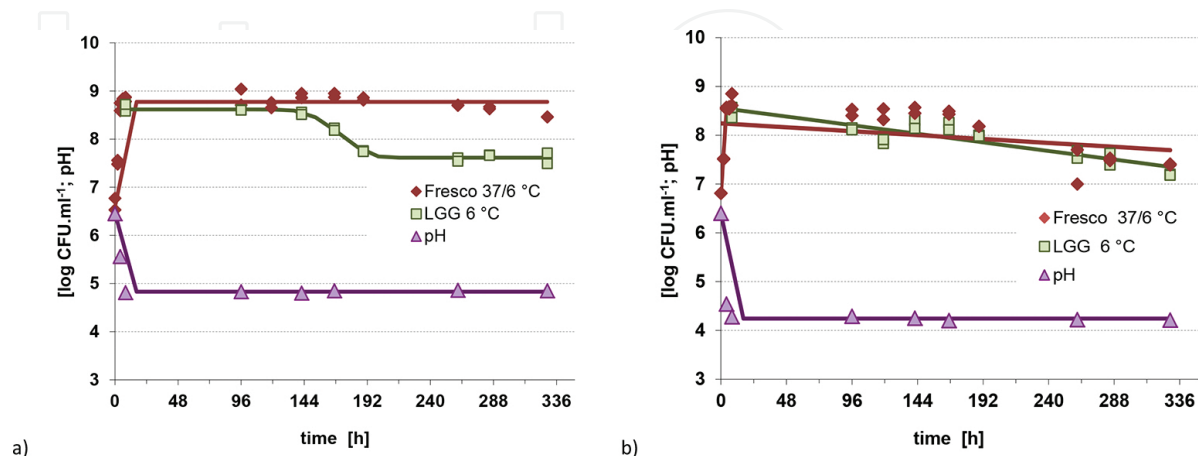 10
9
8
7
6
5
4
3
[log CFU.ml⁻¹; pH]
Fresco 37/6 °C
LGG 6 °C
pH
0 48 96 144 192 240 288 336
time [h]
a)
10
9
8
7
6
5
4
3
[log CFU.ml⁻¹; pH]
Fresco 37/6 °C
LGG 6 °C
pH
0 48 96 144 192 240 288 336
time [h]
b)